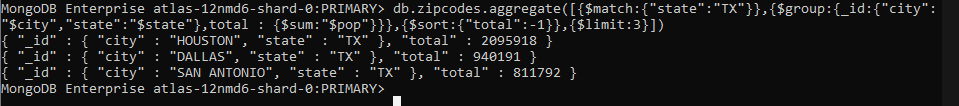 MongoDB Enterprise atlas-12nmd6-shard-0:PRIMARY> db.zipcodes.aggregate([{$match:{"state":"TX"}},{$group:{_id:{"city":
"$city","state":"$state"},total : {$sum:"$pop"}}},{$sort:{"total":-1}},{$limit:3}])
{ "_id" : { "city" : "HOUSTON", "state" : "TX" }, "total" : 2095918 }
{ "_id" : { "city" : "DALLAS", "state" : "TX" }, "total" : 940191 }
{ "_id" : { "city" : "SAN ANTONIO", "state" : "TX" }, "total" : 811792 }
MongoDB Enterprise atlas-12nmd6-shard-0:PRIMARY>